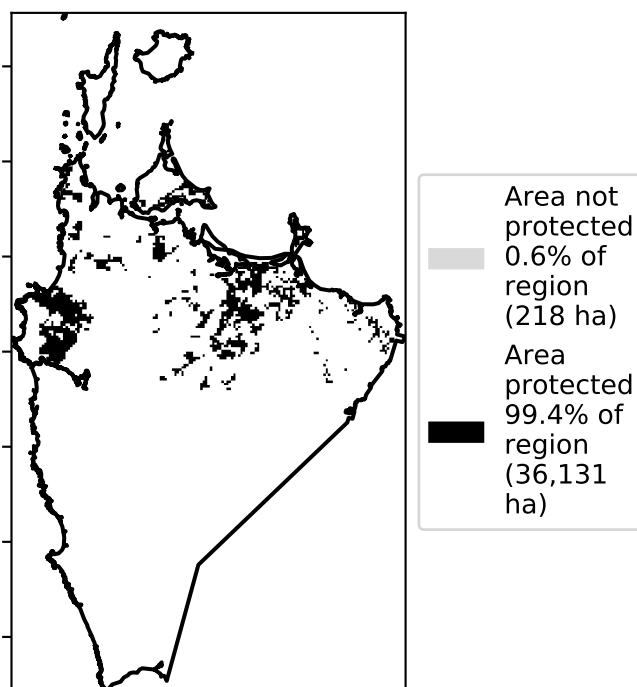 Area not
protected
0.6% of
region
(218 ha)
Area
protected
99.4% of
region
(36,131
ha)